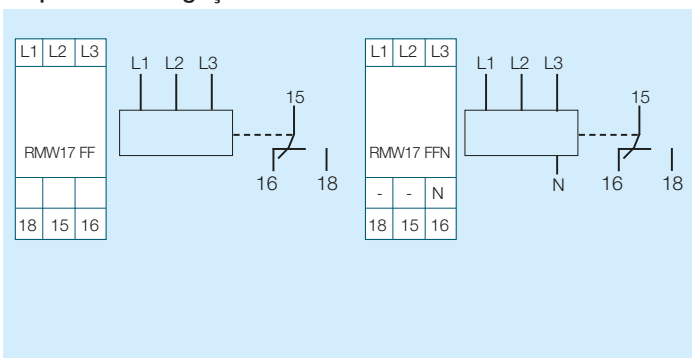 L1 L2 L3
RMW17 FF
18 15 16
L1 L2 L3
15
16 18
L1 L2 L3
RMW17 FFN
- - N
18 15 16
L1 L2 L3
N
15
16 18